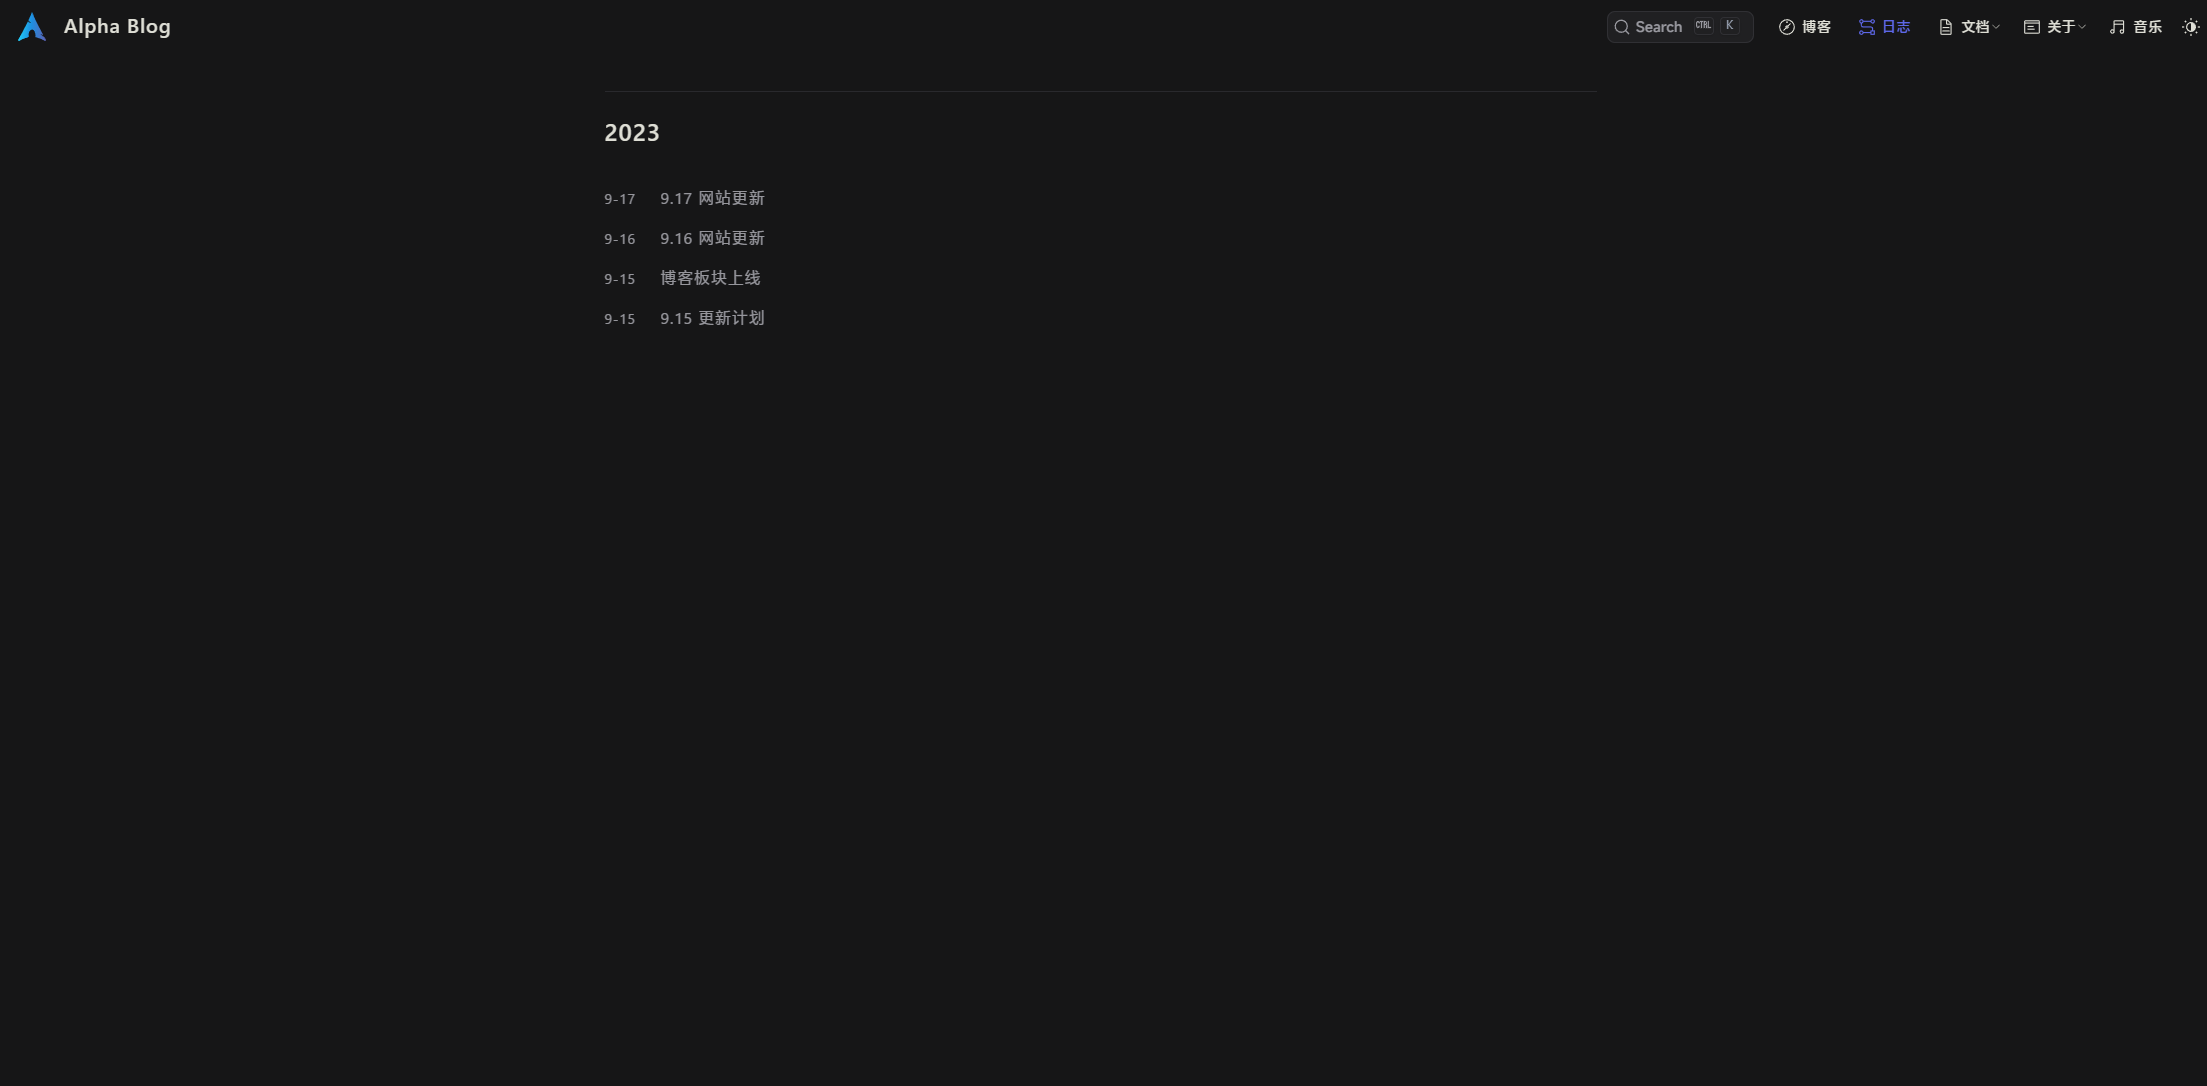 Alpha Blog Search CTRL K 博客 日志 文档 关于 音乐
2023
9-17 9.17 网站更新
9-16 9.16 网站更新
9-15 博客板块上线
9-15 9.15 更新计划